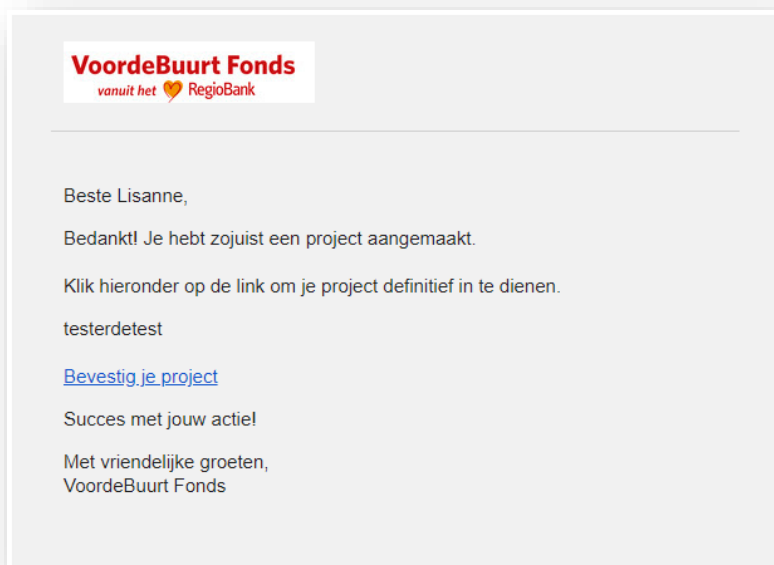 VoordeBuurt Fonds
vanuit het RegioBank
Beste Lisanne,
Bedankt! Je hebt zojuist een project aangemaakt.
Klik hieronder op de link om je project definitief in te dienen.
testerdetest
Bevestig je project
Succes met jouw actie!
Met vriendelijke groeten,
VoordeBuurt Fonds